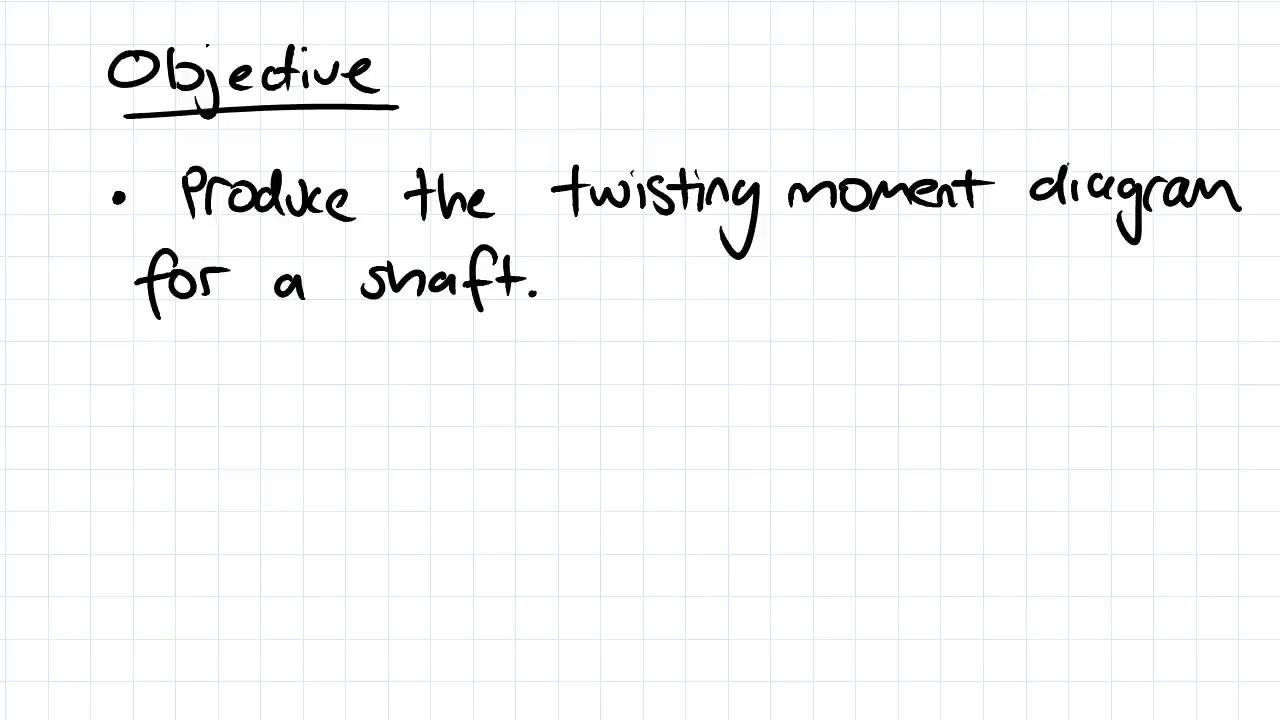 Objective
• Produce the twisting moment diagram
for a shaft.